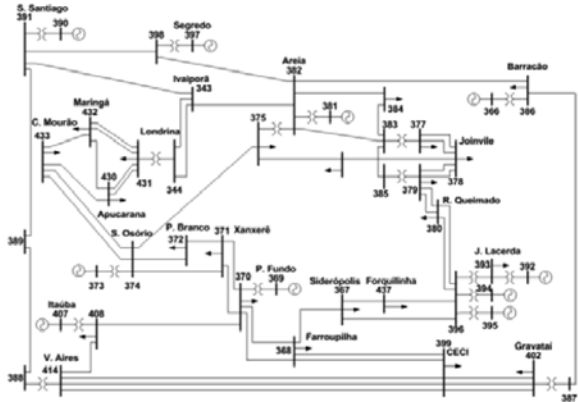 S. Santiago
391
390
Segredo
398
397
Areia
382
Barracão
366
386
Ivaiporã
343
381
384
Maringá
432
C. Mourão
433
Londrina
375
383
377
Joinvile
430
431
344
385
379
378
Apucarana
R. Queimado
380
S. Osório
P. Branco
372
371
Xanxerê
389
373
374
370
P. Fundo
369
Siderópolis
367
Forquilinha
437
J. Lacerda
393
392
394
395
396
Itaúba
407
408
Farroupilha
368
399
CECI
Gravataí
402
V. Aires
414
388
387